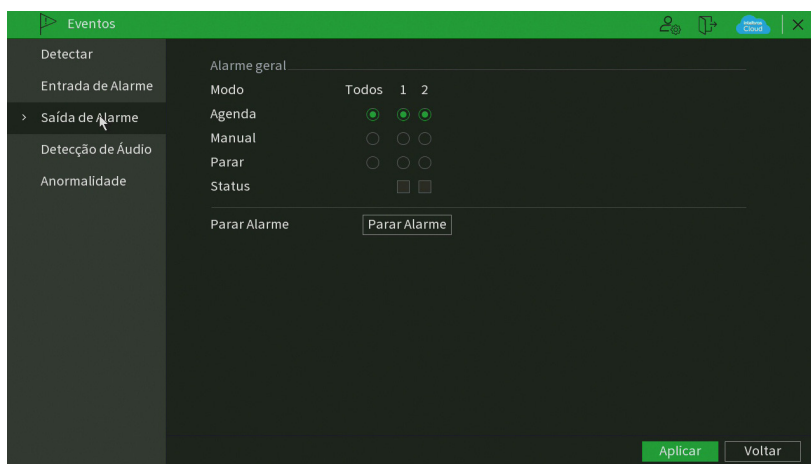 Eventos
intelbras
Cloud
Detectar
Entrada de Alarme
Saída de Alarme
Detecção de Áudio
Anormalidade
Alarme geral
Modo Todos 1 2
Agenda
Manual
Parar
Status
Parar Alarme Parar Alarme
Aplicar Voltar